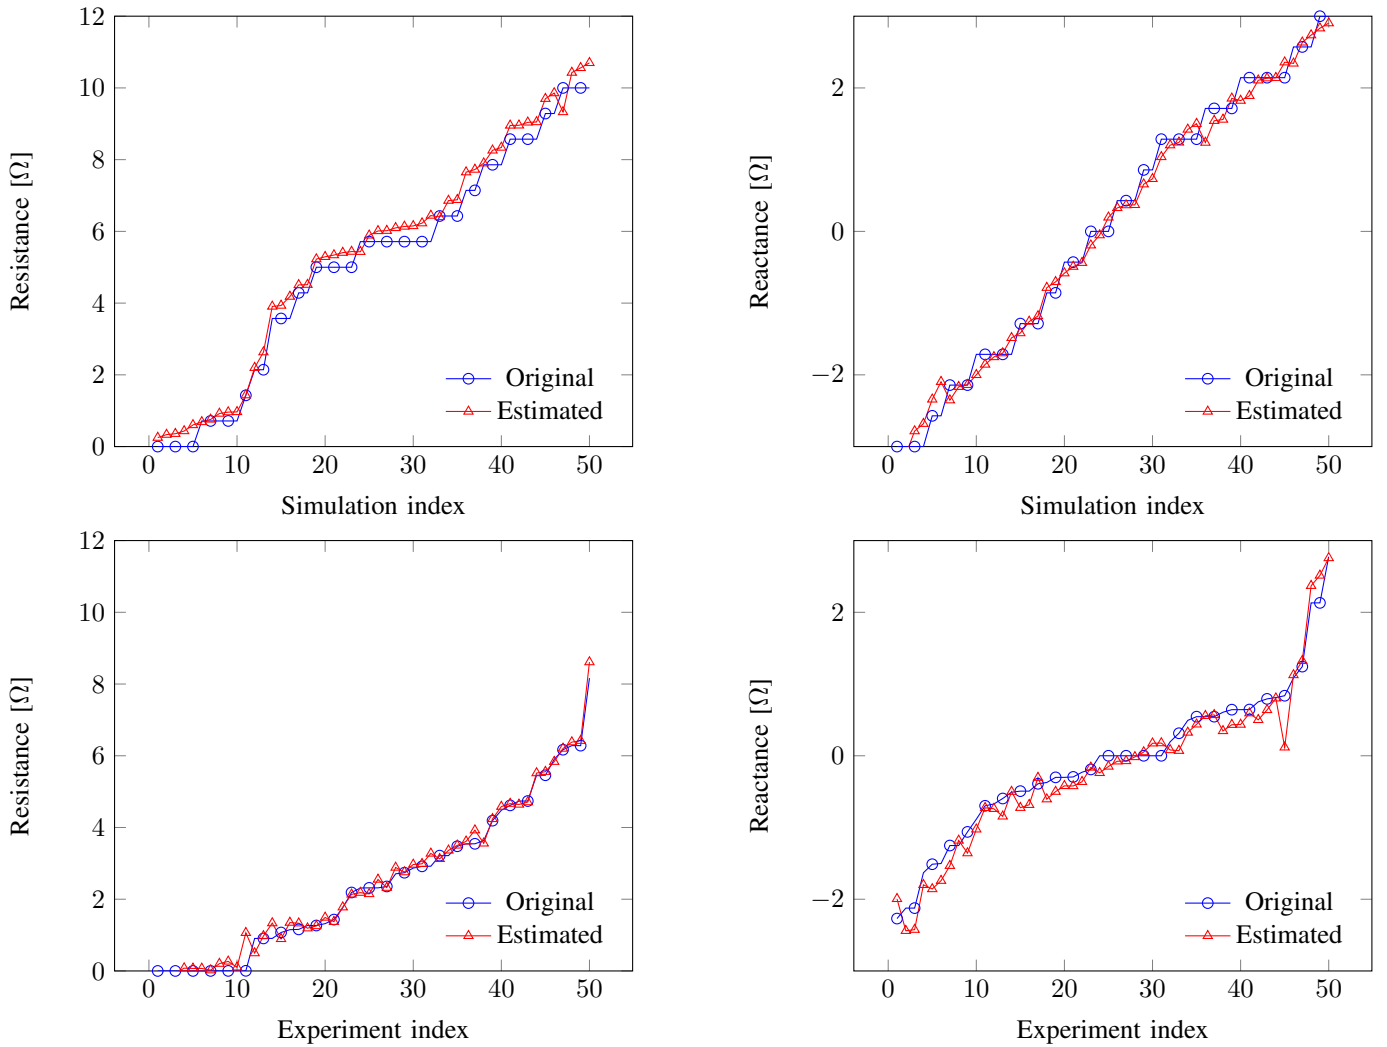 12
10
8
6
4
2
0
Resistance [Ω]
0 10 20 30 40 50
Simulation index
Original
Estimated
2
0
−2
Reactance [Ω]
0 10 20 30 40 50
Simulation index
Original
Estimated
12
10
8
6
4
2
0
Resistance [Ω]
0 10 20 30 40 50
Experiment index
Original
Estimated
2
0
−2
Reactance [Ω]
0 10 20 30 40 50
Experiment index
Original
Estimated